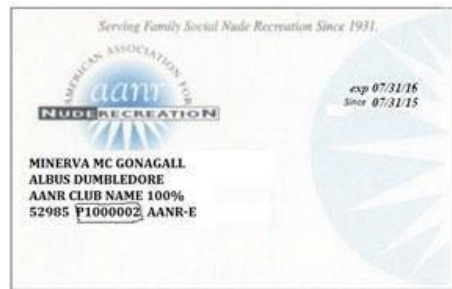 Serving Family Social Nude Recreation Since 1931.
AMERICAN ASSOCIATION FOR
aanr
NUDE RECREATION
exp 07/31/16
Since 07/31/15
MINERVA MC GONAGALL
ALBUS DUMBLEDORE
AANR CLUB NAME 100%
52985 P1000002 AANR-E